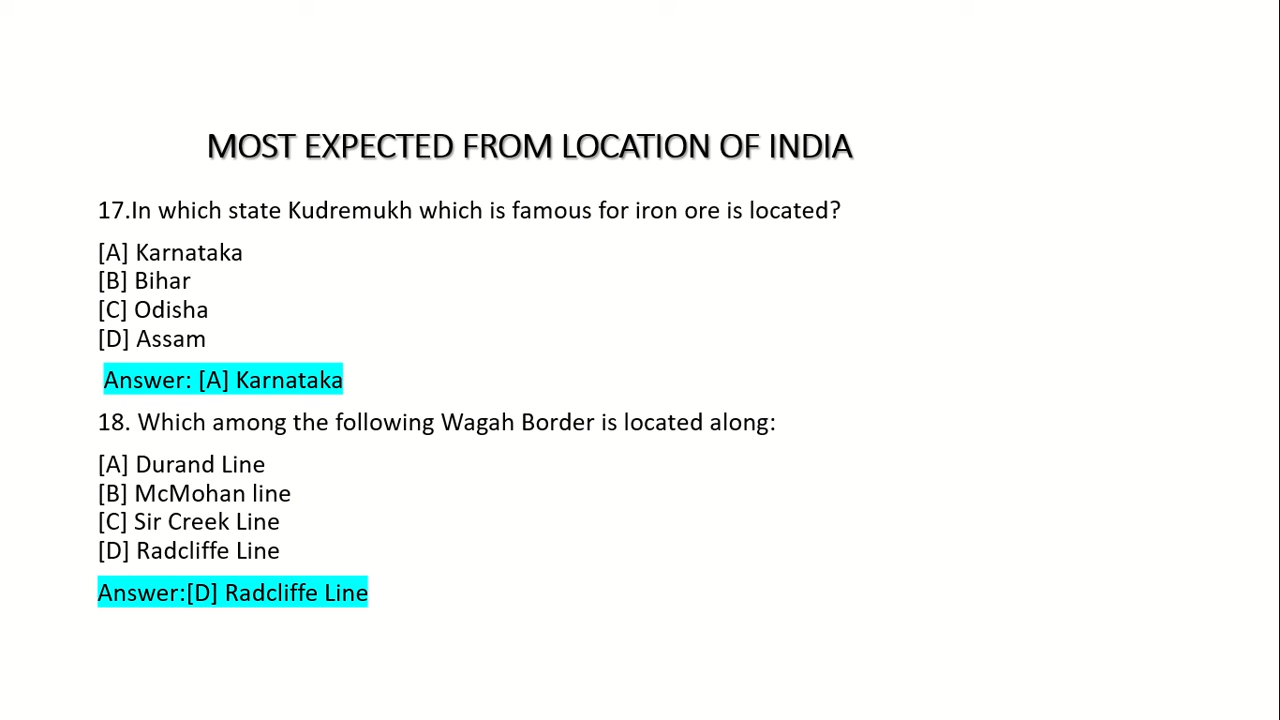 MOST EXPECTED FROM LOCATION OF INDIA
17.In which state Kudremukh which is famous for iron ore is located?
[A] Karnataka
[B] Bihar
[C] Odisha
[D] Assam
Answer: [A] Karnataka
18. Which among the following Wagah Border is located along:
[A] Durand Line
[B] McMohan line
[C] Sir Creek Line
[D] Radcliffe Line
Answer:[D] Radcliffe Line